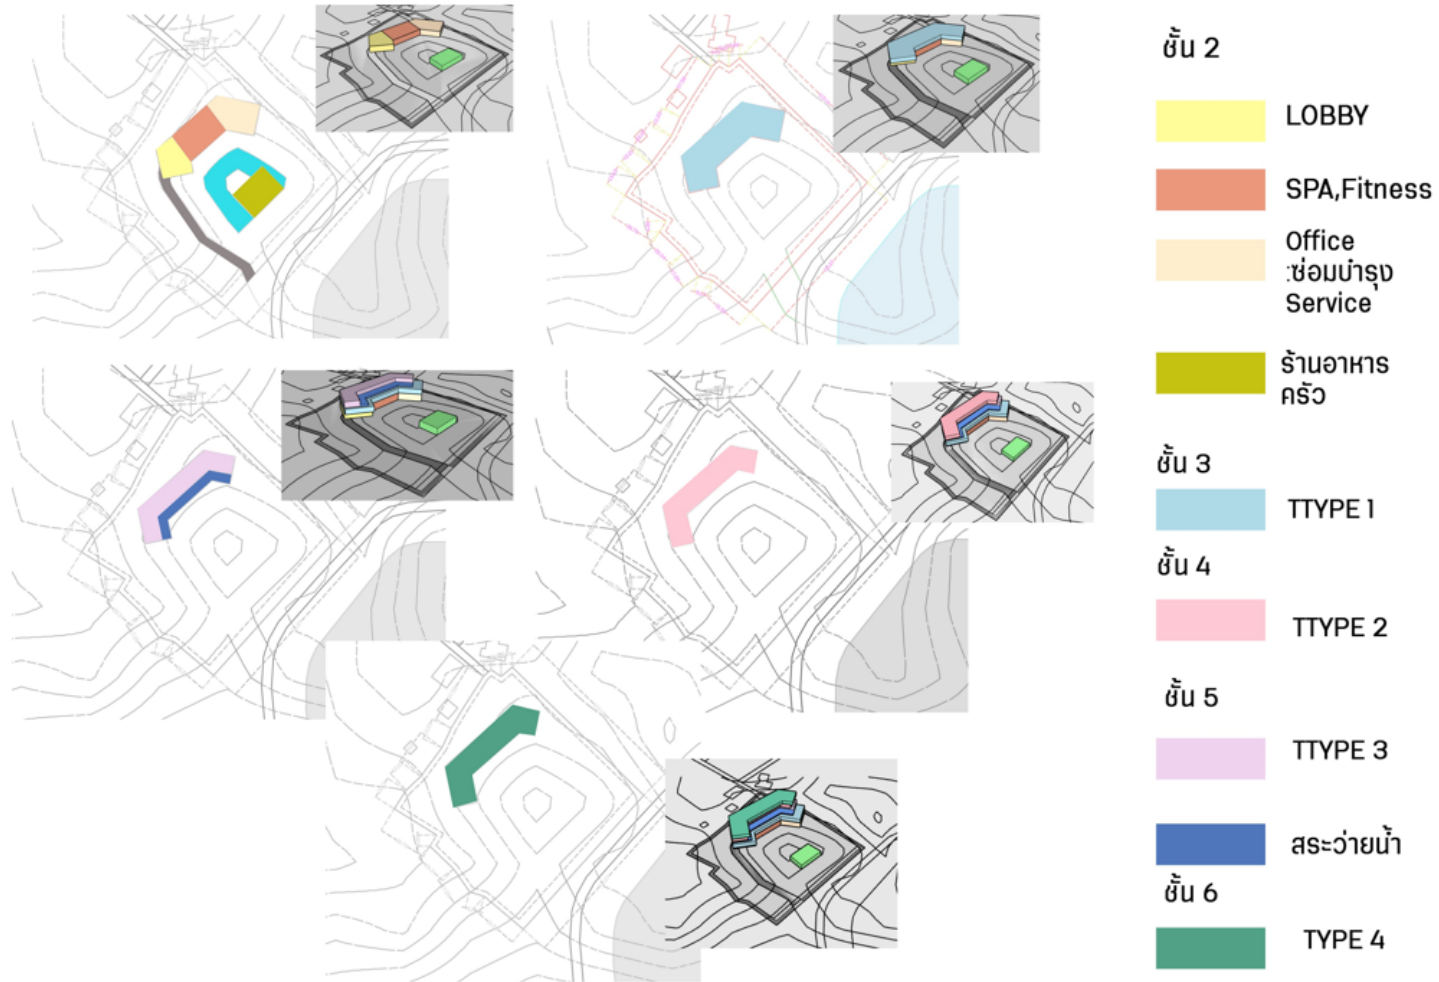 ชั้น 2
LOBBY
SPA,Fitness
Office
:ซ่อมบำรุง
Service
ร้านอาหาร
ครัว
ชั้น 3
TTYPE 1
ชั้น 4
TTYPE 2
ชั้น 5
TTYPE 3
สระว่ายน้ำ
ชั้น 6
TYPE 4